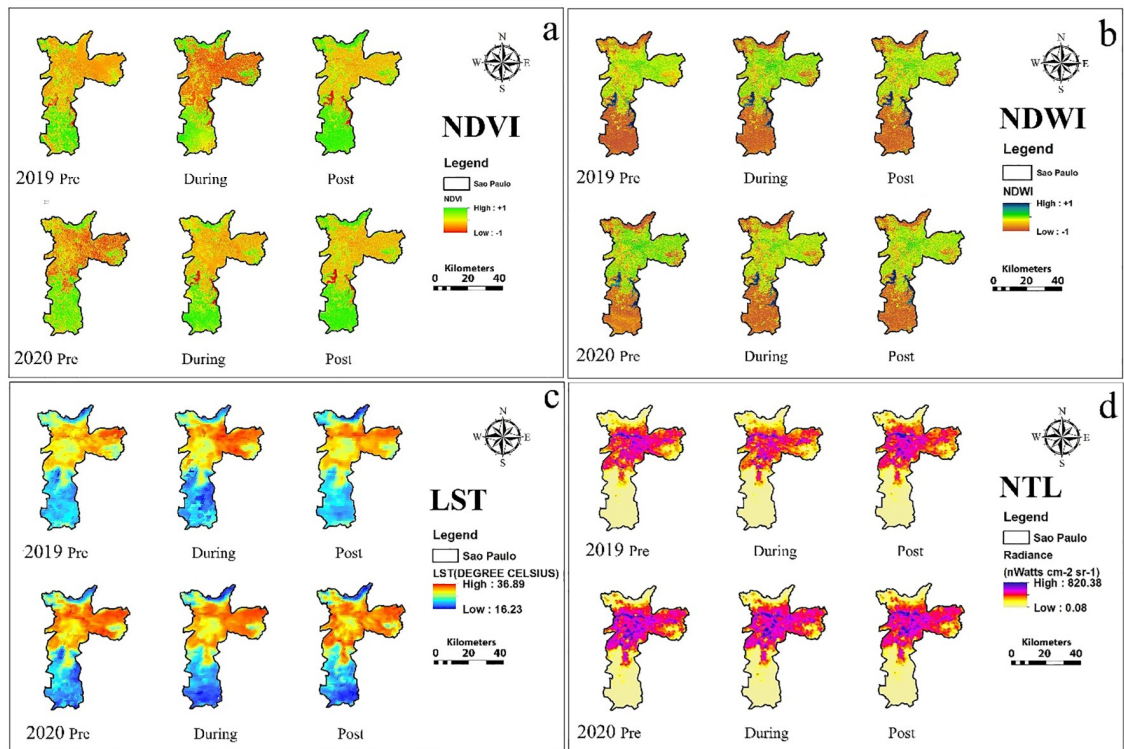 a
N
W E
S
NDVI
Legend
Sao Paulo
NDVI
High : +1
Low : -1
Kilometers
0 20 40
2019 Pre During Post
2020 Pre During Post
b
N
W E
S
NDWI
Legend
Sao Paulo
NDWI
High : +1
Low : -1
Kilometers
0 20 40
2019 Pre During Post
2020 Pre During Post
c
N
W E
S
LST
Legend
Sao Paulo
LST(DEGREE CELSIUS)
High : 36.89
Low : 16.23
Kilometers
0 20 40
2019 Pre During Post
2020 Pre During Post
d
N
W E
S
NTL
Legend
Sao Paulo
Radiance
(nWatts cm-2 sr-1)
High : 820.38
Low : 0.08
Kilometers
0 20 40
2019 Pre During Post
2020 Pre During Post